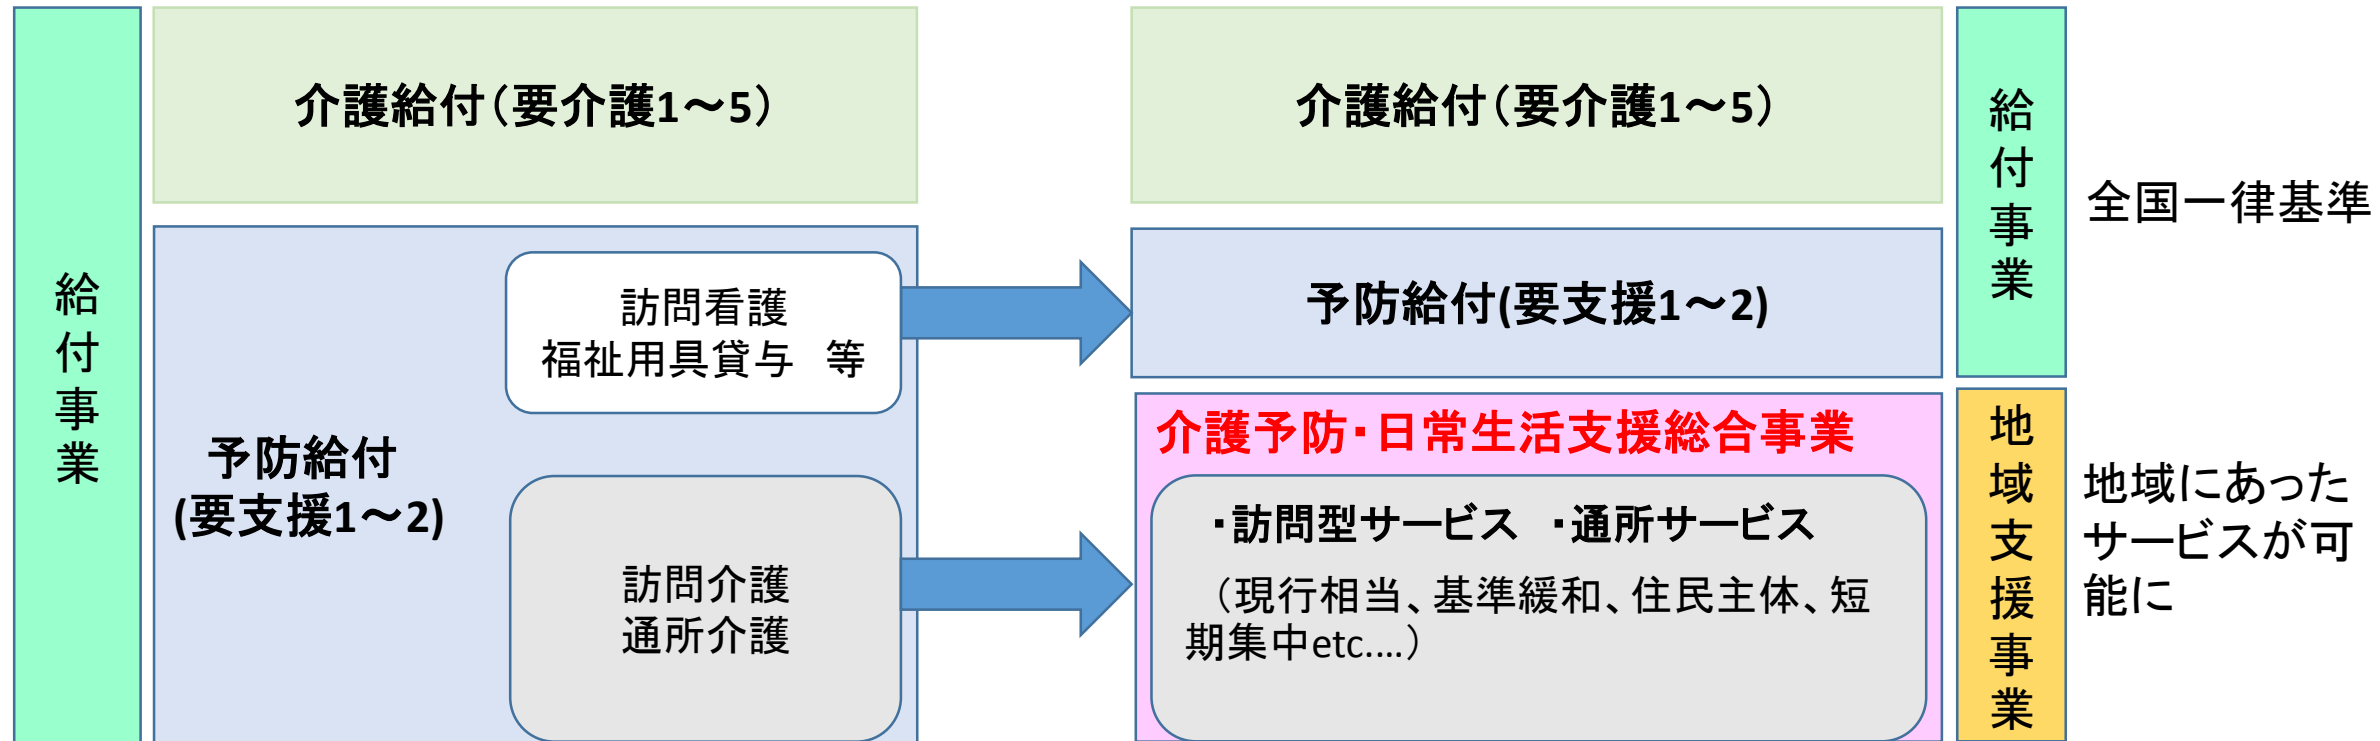 給付事業
介護給付（要介護1～5）
予防給付
(要支援1～2)
訪問看護
福祉用具貸与　等
訪問介護
通所介護
介護給付（要介護1～5）
予防給付(要支援1～2)
介護予防・日常生活支援総合事業
・訪問型サービス　・通所サービス
（現行相当、基準緩和、住民主体、短
期集中etc.…）
給付事業
地域支援事業
全国一律基準
地域にあった
サービスが可
能に